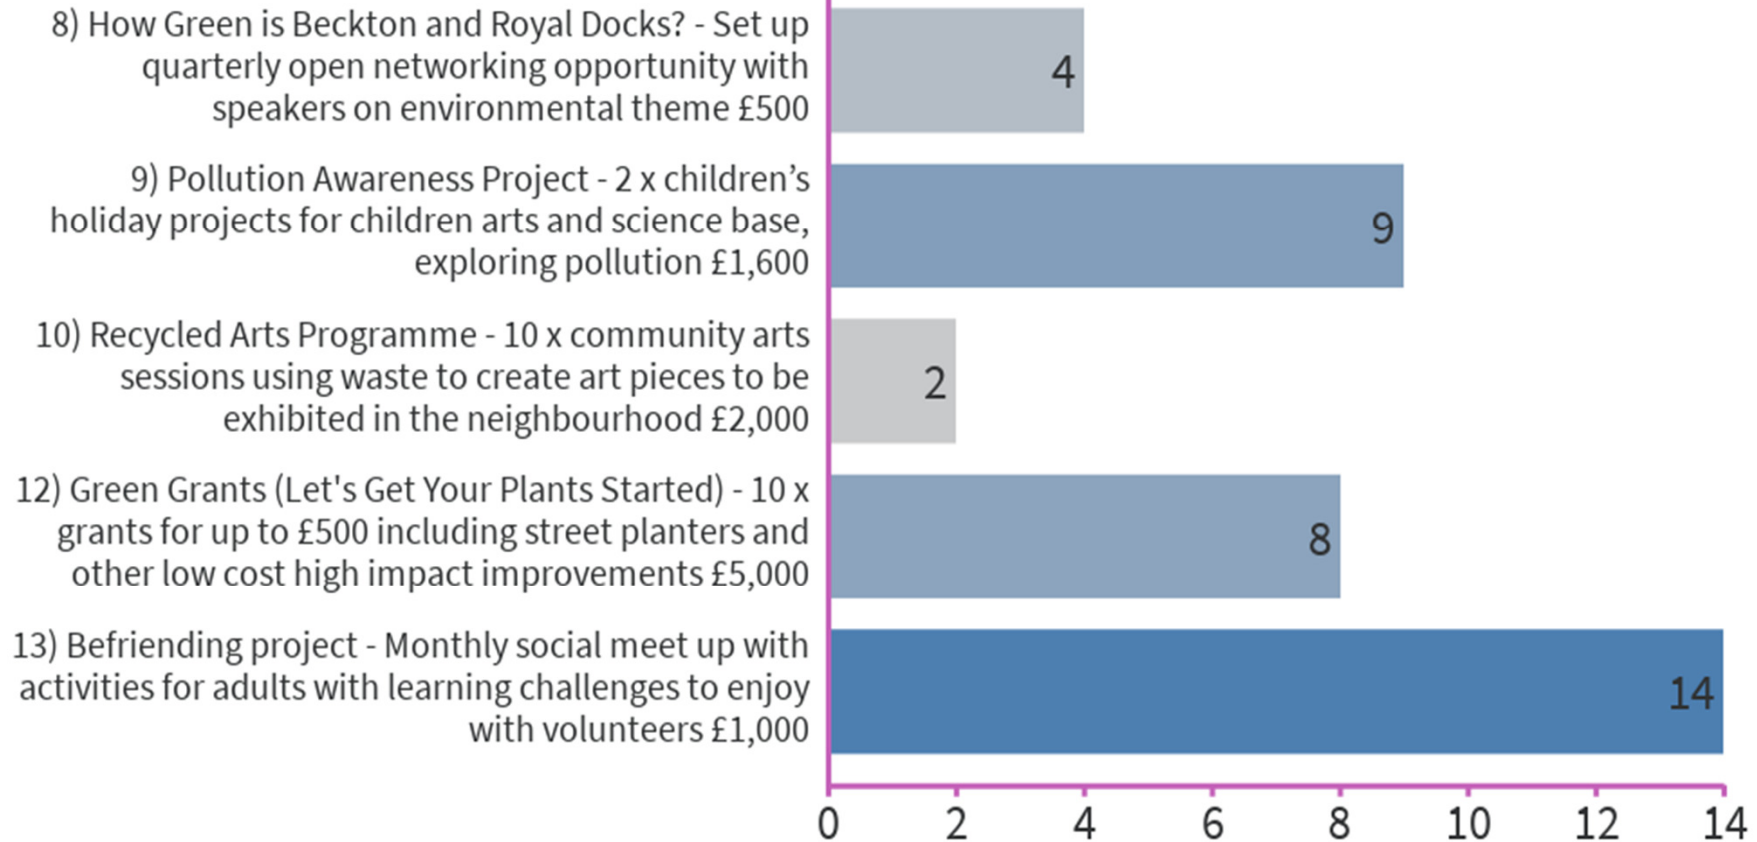 8) How Green is Beckton and Royal Docks? - Set up
quarterly open networking opportunity with
speakers on environmental theme £500
4
9) Pollution Awareness Project - 2 x children’s
holiday projects for children arts and science base,
exploring pollution £1,600
9
10) Recycled Arts Programme - 10 x community arts
sessions using waste to create art pieces to be
exhibited in the neighbourhood £2,000
2
12) Green Grants (Let's Get Your Plants Started) - 10 x
grants for up to £500 including street planters and
other low cost high impact improvements £5,000
8
13) Befriending project - Monthly social meet up with
activities for adults with learning challenges to enjoy
with volunteers £1,000
14
0 2 4 6 8 10 12 14